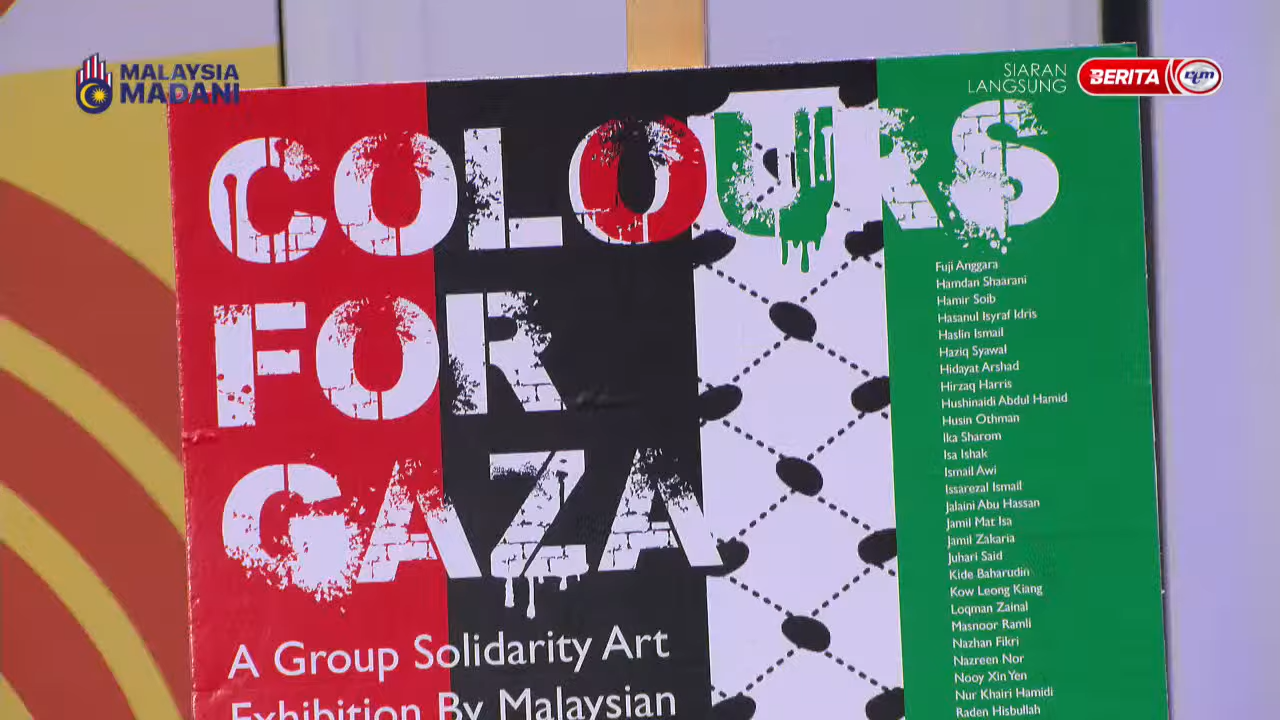 MALAYSIA
MADANI
SIARAN
LANGSUNG
BERITA
rtm
COLOURS
FOR
GAZA
A Group Solidarity Art
Exhibition By Malaysian
Fuji Anggara
Hamdan Shaarani
Hamir Soib
Hasanul Isyraf Idris
Haslin Ismail
Haziq Syawal
Hidayat Arshad
Hirzaq Harris
Hushinaidi Abdul Hamid
Husin Othman
Ika Sharom
Isa Ishak
Ismail Awi
Issarezal Ismail
Jalaini Abu Hassan
Jamil Mat Isa
Jamil Zakaria
Juhari Said
Kide Baharudin
Kow Leong Kiang
Loqman Zainal
Masnoor Ramli
Nazhan Fikri
Nazreen Nor
Nooy Xin Yen
Nur Khairi Hamidi
Raden Hisbullah